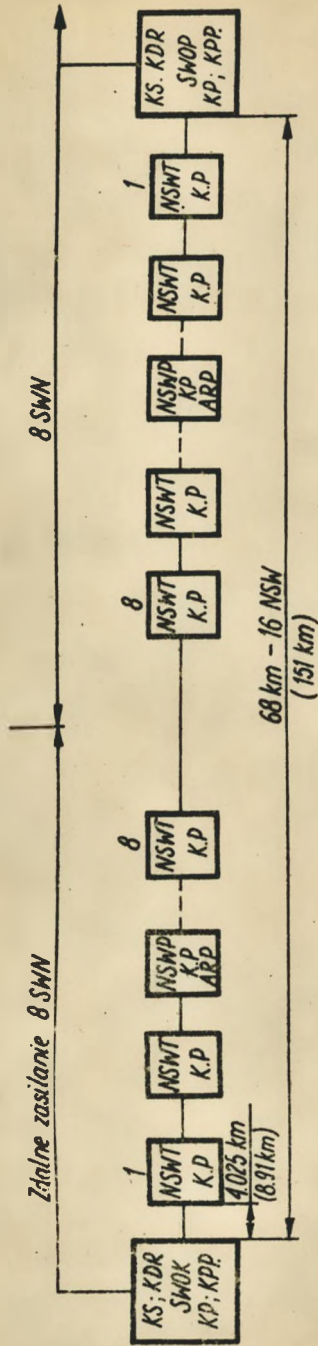 Zdalne zasilanie 8 SWN
8 SWN
KS; KDR
SWOK
KP; KPP.
1
NSWT
K.P
NSWT
K.P
NSWP
K.P
ARP
8
NSWT
K.P
8
NSWT
K.P
NSWT
K.P
NSWP
KP
ARP
NSWT
K.P
1
NSWT
K.P
KS. KDR
SWOP
KP; KPP.
4.025 km
(8.91 km)
68 km – 16 NSW
(151 km)